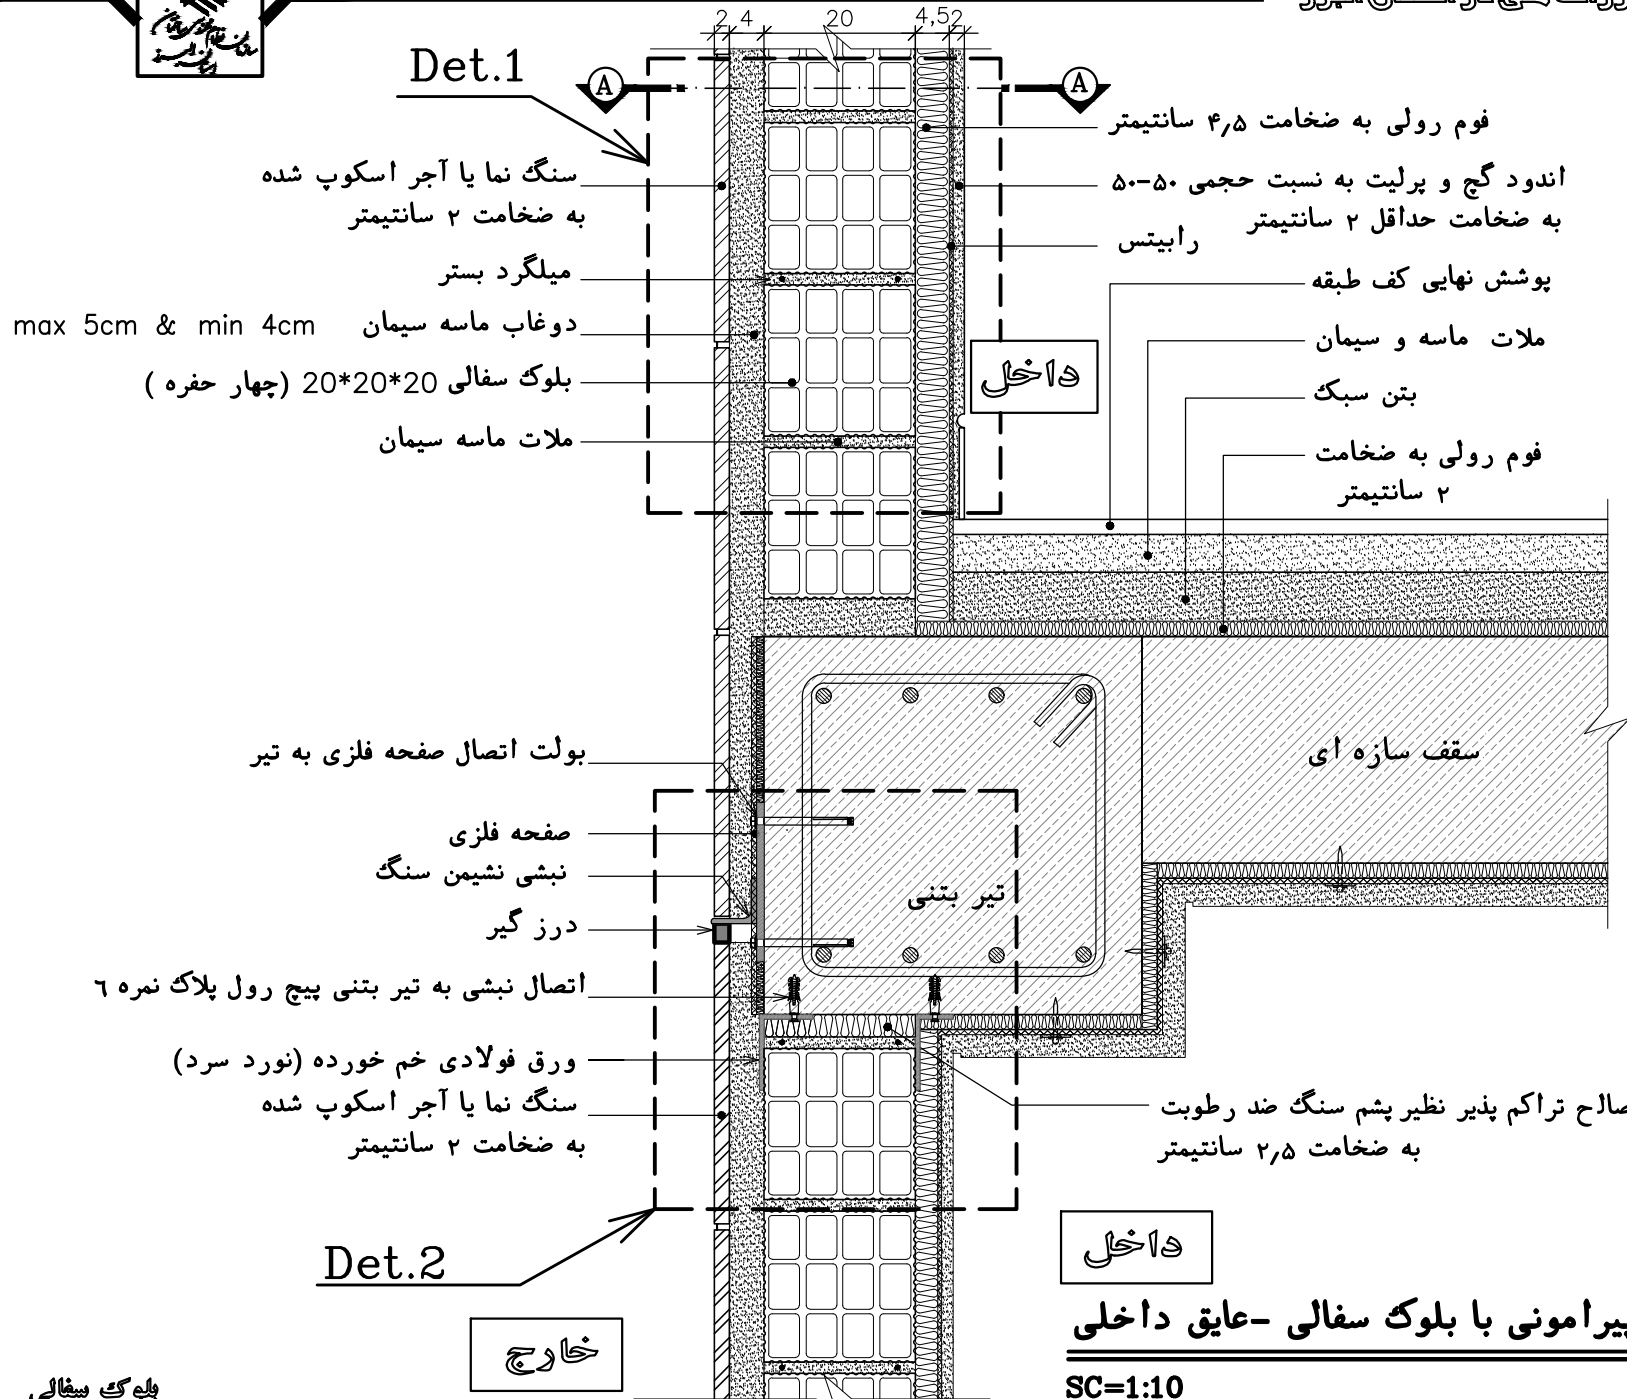 2 4 20 4,5 2
Det.1
A
A
فوم رولی به ضخامت ۴٫۵ سانتیمتر
سنگ نما یا آجر اسکوپ شده
به ضخامت ۲ سانتیمتر
اندود گچ و پرلیت به نسبت حجمی ۵۰-۵۰
به ضخامت حداقل ۲ سانتیمتر
رابیتس
میلگرد بستر
پوشش نهایی کف طبقه
دوغاب ماسه سیمان max 5cm & min 4cm
ملات ماسه و سیمان
داخل
بلوک سفالی 20*20*20 (چهار حفره )
بتن سبک
ملات ماسه سیمان
فوم رولی به ضخامت
۲ سانتیمتر
بولت اتصال صفحه فلزی به تیر
سقف سازه ای
صفحه فلزی
نبشی نشیمن سنگ
تیر بتنی
درز گیر
اتصال نبشی به تیر بتنی پیچ رول پلاک نمره ٦
ورق فولادی خم خورده (نورد سرد)
سنگ نما یا آجر اسکوپ شده
به ضخامت ۲ سانتیمتر
صالح تراکم پذیر نظیر پشم سنگ ضد رطوبت
به ضخامت ۲٫۵ سانتیمتر
Det.2
داخل
خارج
پیرامونی با بلوک سفالی -عایق داخلی
SC=1:10
بلوک سفالی